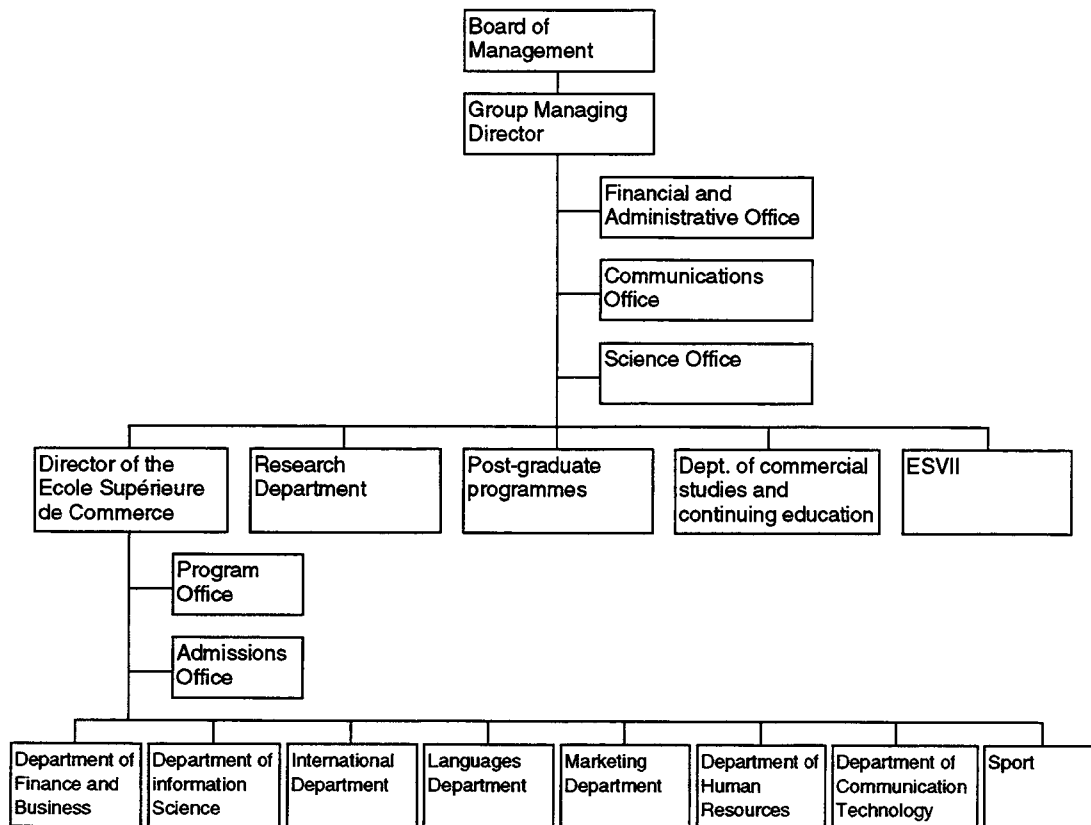 Board of
Management
Group Managing
Director
Financial and
Administrative Office
Communications
Office
Science Office
Director of the
Ecole Supérieure
de Commerce
Research
Department
Post-graduate
programmes
Dept. of commercial
studies and
continuing education
ESVII
Program
Office
Admissions
Office
Department of
Finance and
Business
Department of
information
Science
International
Department
Languages
Department
Marketing
Department
Department of
Human
Resources
Department of
Communication
Technology
Sport